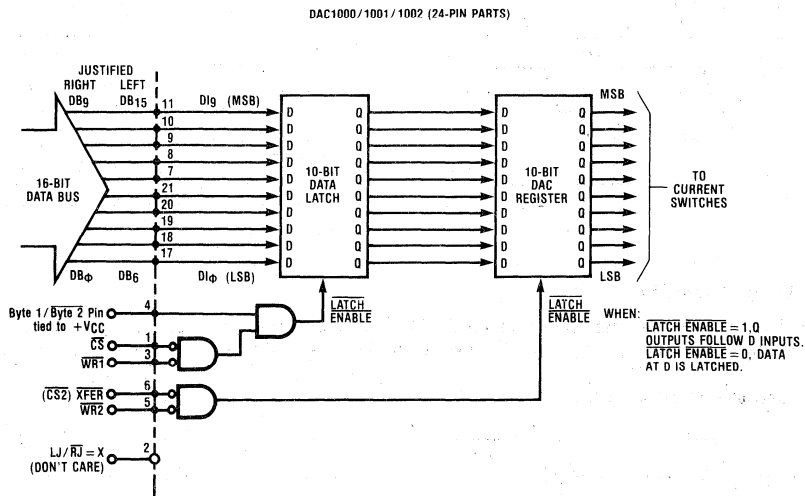 DAC1000/1001/1002 (24-PIN PARTS)
JUSTIFIED
RIGHT LEFT
DB9 DB15 11 DI9 (MSB)
10
9
8
7
21
20
19
18
17
16-BIT
DATA BUS
DBΦ DB6 DIΦ (LSB)
D Q
D Q
D Q
D Q
D Q
D Q
D Q
D Q
D Q
D Q
10-BIT
DATA
LATCH
D Q
D Q
D Q
D Q
D Q
D Q
D Q
D Q
D Q
D Q
10-BIT
DAC
REGISTER
MSB
LSB
TO
CURRENT
SWITCHES
Byte 1/Byte 2 Pin 4
tied to +VCC
CS 1
WR1 3
LATCH
ENABLE
(CS2) XFER 6
WR2 5
LATCH
ENABLE
WHEN:
LATCH ENABLE = 1, Q
OUTPUTS FOLLOW D INPUTS.
LATCH ENABLE = 0, DATA
AT D IS LATCHED.
LJ/RJ = X 2
(DON'T CARE)